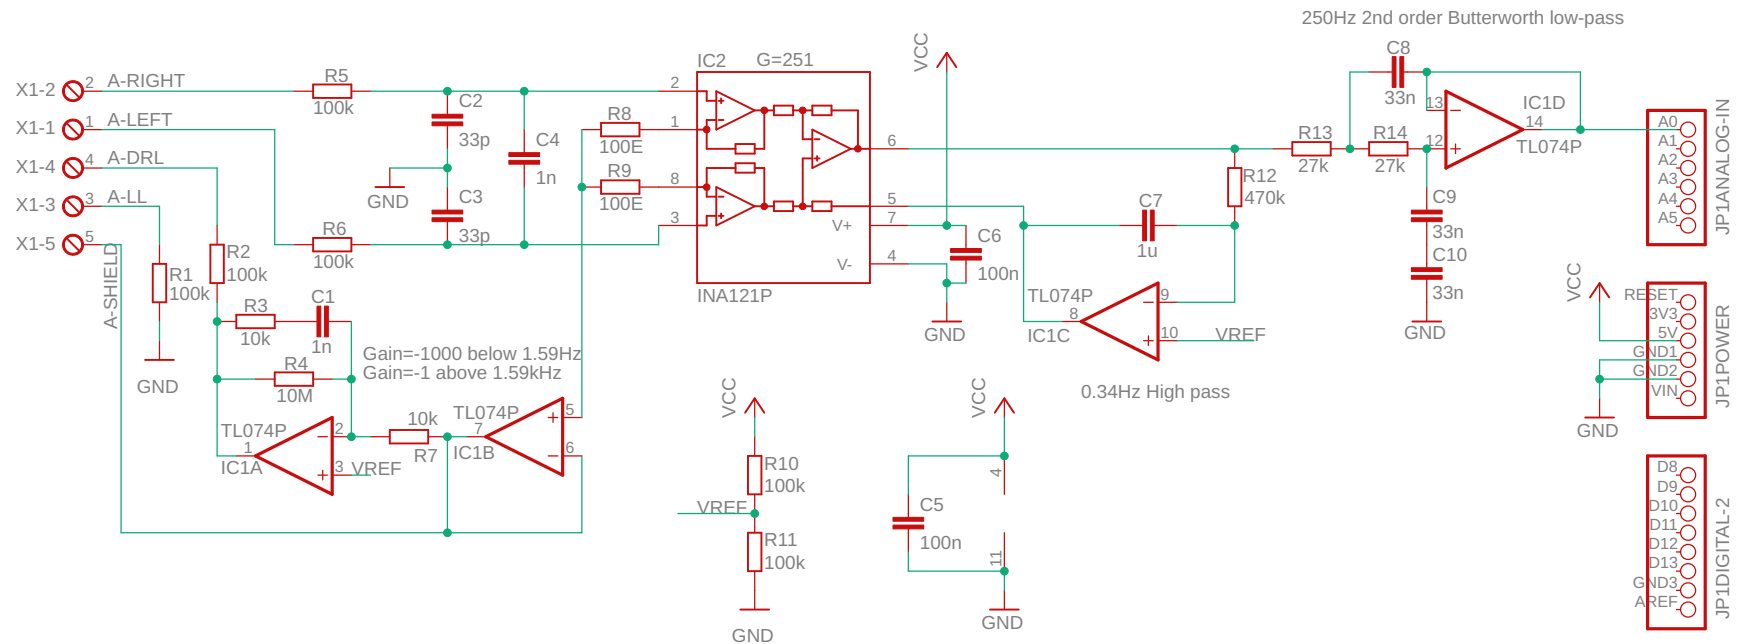 250Hz 2nd order Butterworth low-pass
X1-2
2
A-RIGHT
X1-1
1
A-LEFT
X1-4
4
A-DRL
X1-3
3
A-LL
X1-5
5
A-SHIELD
R5
100k
R6
100k
R2
100k
R1
100k
GND
R3
10k
C1
1n
R4
10M
Gain=-1000 below 1.59Hz
Gain=-1 above 1.59kHz
TL074P
1
IC1A
2
3
VREF
10k
R7
TL074P
7
IC1B
5
6
C2
33p
C3
33p
GND
C4
1n
R8
100E
R9
100E
IC2
G=251
2
1
8
3
6
5
7
4
V+
V-
INA121P
VCC
C6
100n
GND
C7
1u
R12
470k
TL074P
8
IC1C
9
10
VREF
0.34Hz High pass
R13
27k
R14
27k
C8
33n
13
12
IC1D
14
TL074P
C9
33n
C10
33n
GND
VCC
R10
100k
VREF
R11
100k
GND
VCC
4
C5
100n
11
GND
A0
A1
A2
A3
A4
A5
JP1ANALOG-IN
VCC
RESET
3V3
5V
GND1
GND2
VIN
JP1POWER
GND
D8
D9
D10
D11
D12
D13
GND3
AREF
JP1DIGITAL-2